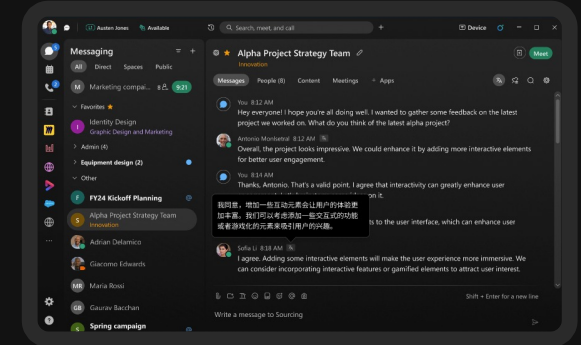 Austen Jones
Available
Search, meet, and call
Device
Messaging
All Direct Spaces Public
M Marketing compai... 8 9:21
Favorites
I Identity Design
Graphic Design and Marketing
Admin (4)
Equipment design (2)
Other
F FY24 Kickoff Planning @
S Alpha Project Strategy Team
Innovation
Adrian Delamico
Giacomo Edwards
MR Maria Rossi
GB Gaurav Bacchan
S Spring campaign @
Alpha Project Strategy Team
Innovation
Meet
Messages People (8) Content Meetings + Apps
You 8:12 AM
Hey everyone! I hope you're all doing well. I wanted to gather some feedback on the latest
project we worked on. What do you think of the latest alpha project?
Antonio Monsetral 8:12 AM
Overall, the project looks impressive. We could enhance it by adding more interactive elements
for better user engagement.
You 8:14 AM
Thanks, Antonio. That's a valid point. I agree that interactivity can greatly enhance user
我同意，增加一些互动元素会让用户的体验更
加丰富。我们可以考虑添加一些交互式的功能
或者游戏化的元素来吸引用户的兴趣。
ts to the user interface, which can enhance user
Sofia Li 8:18 AM
I agree. Adding some interactive elements will make the user experience more immersive. We
can consider incorporating interactive features or gamified elements to attract user interest.
Shift + Enter for a new line
Write a message to Sourcing